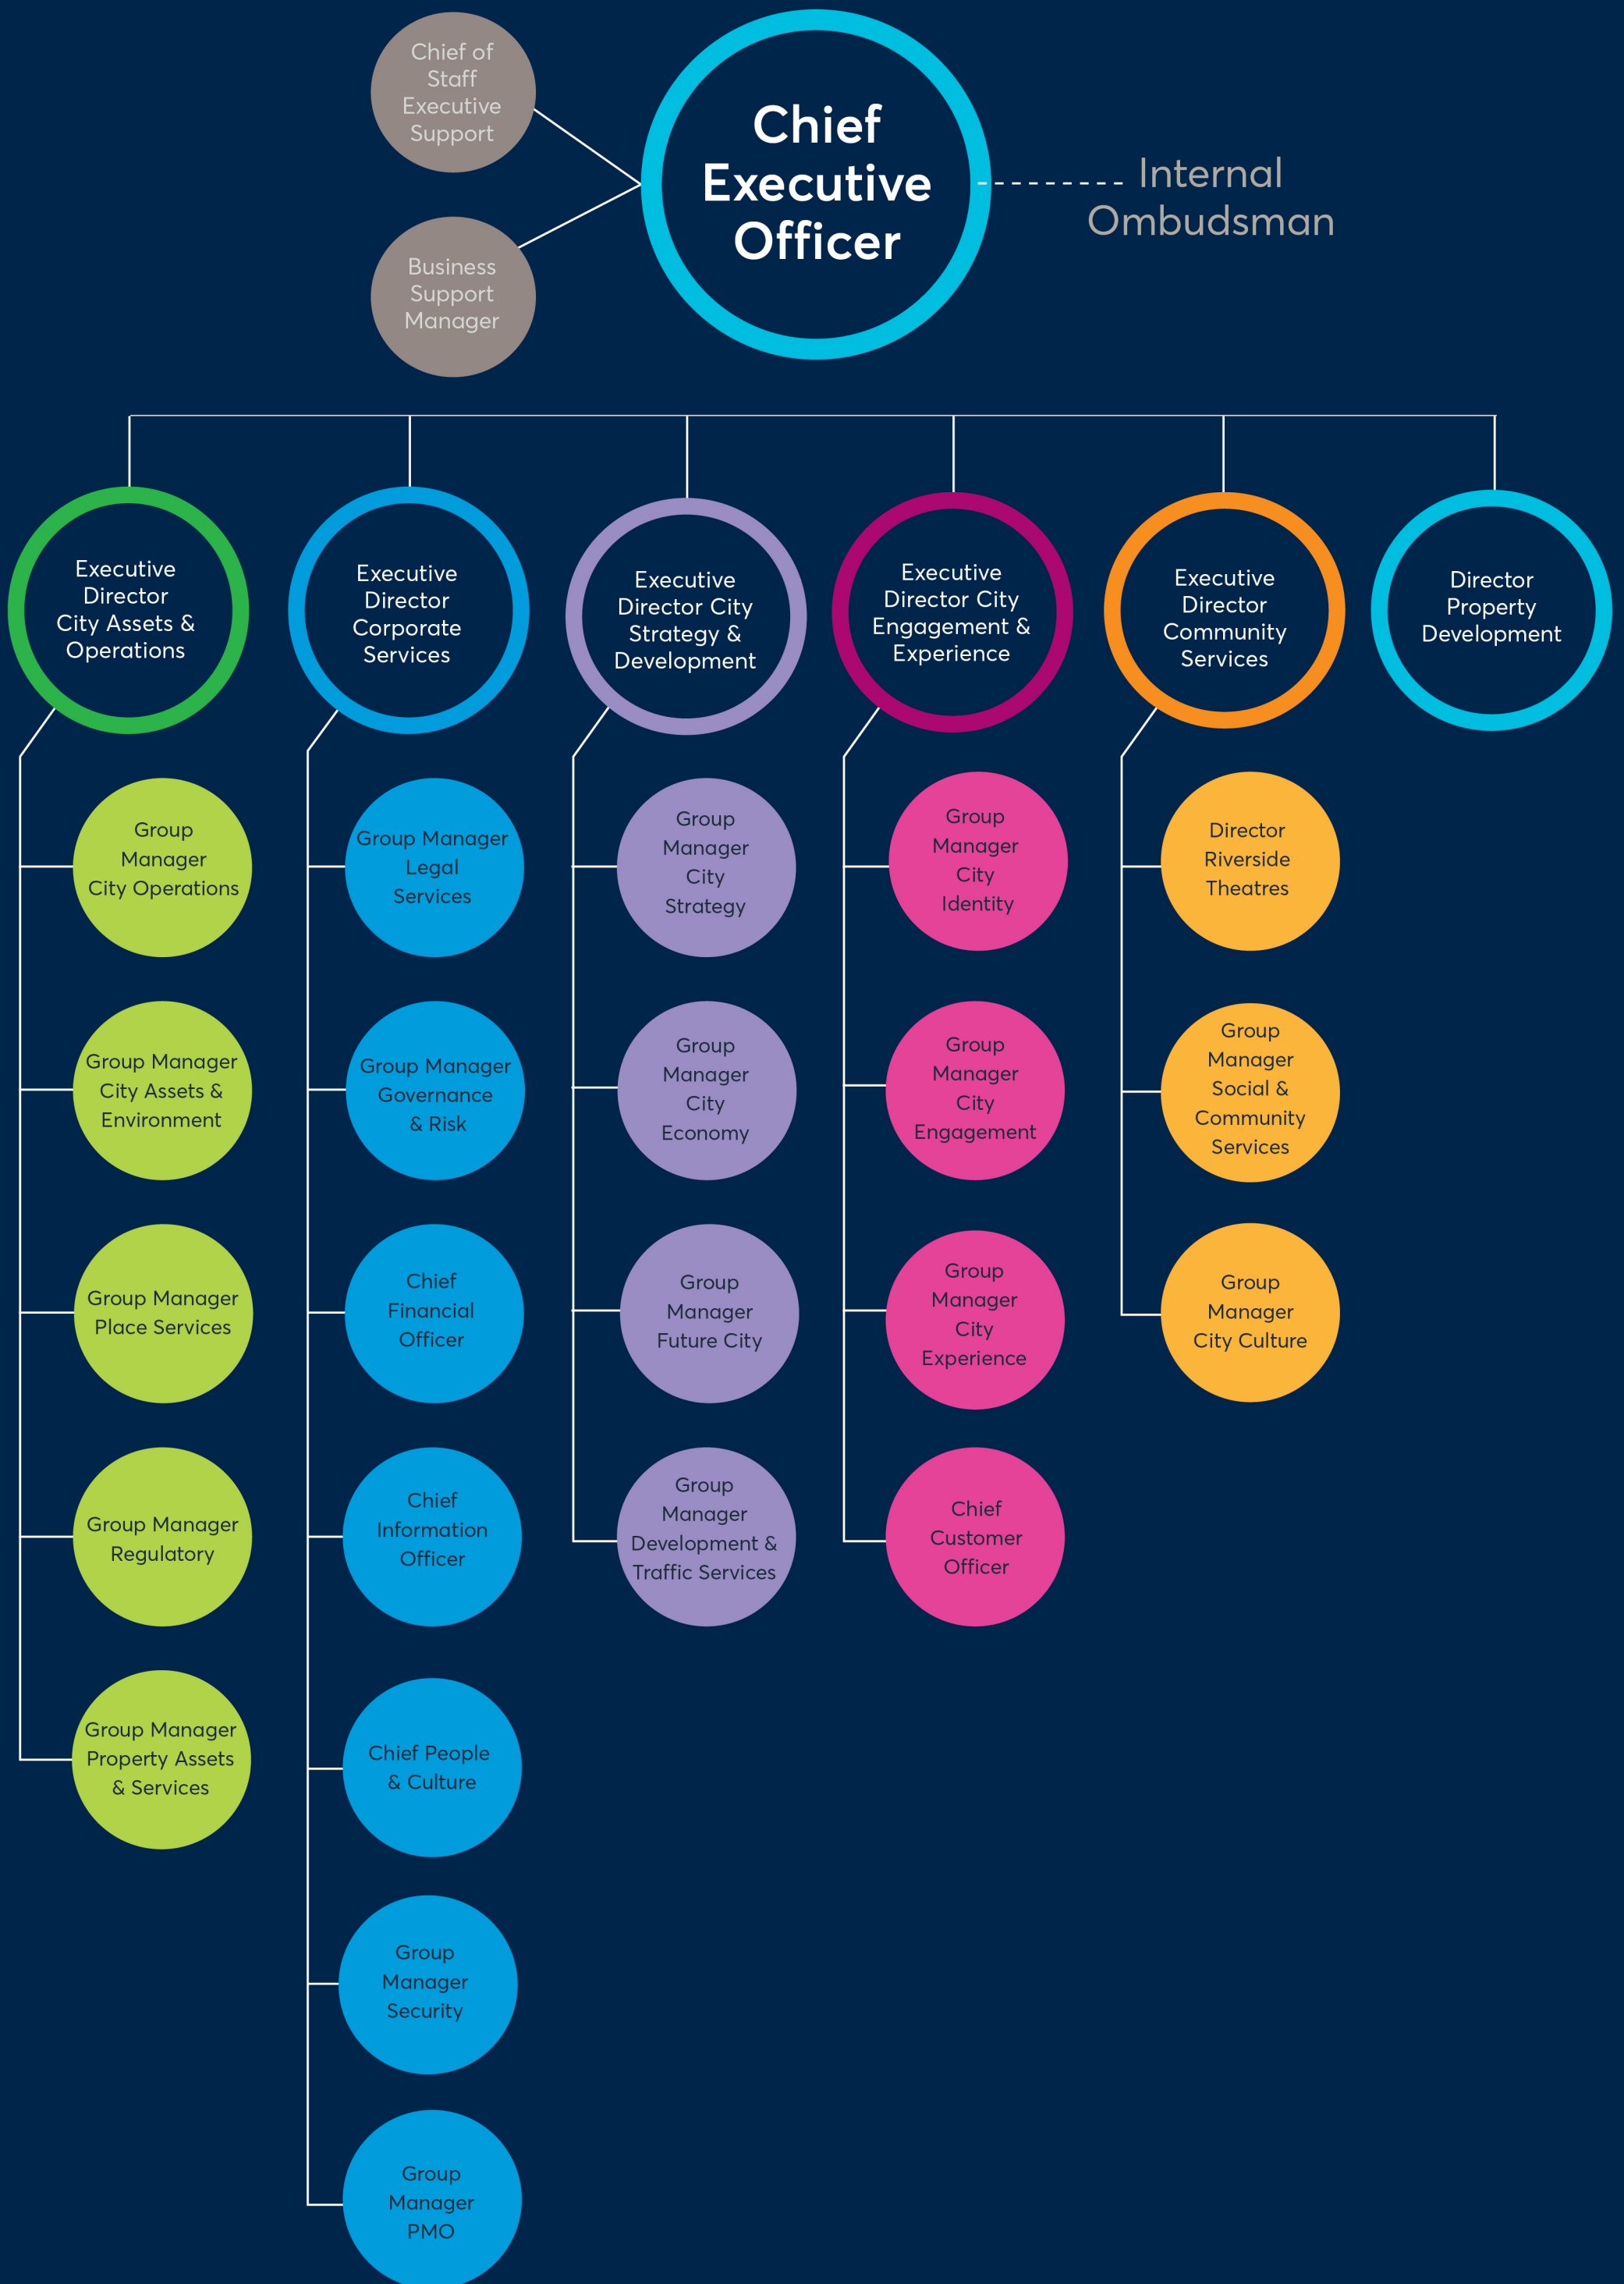 Chief of
Staff
Executive
Support
Business
Support
Manager
Chief
Executive
Officer
Internal
Ombudsman
Executive
Director
City Assets &
Operations
Executive
Director
Corporate
Services
Executive
Director City
Strategy &
Development
Executive
Director City
Engagement &
Experience
Executive
Director
Community
Services
Director
Property
Development
Group
Manager
City Operations
Group Manager
City Assets &
Environment
Group Manager
Place Services
Group Manager
Regulatory
Group Manager
Property Assets
& Services
Group Manager
Legal
Services
Group Manager
Governance
& Risk
Chief
Financial
Officer
Chief
Information
Officer
Chief People
& Culture
Group
Manager
Security
Group
Manager
PMO
Group
Manager
City
Strategy
Group
Manager
City
Economy
Group
Manager
Future City
Group
Manager
Development &
Traffic Services
Group
Manager
City
Identity
Group
Manager
City
Engagement
Group
Manager
City
Experience
Chief
Customer
Officer
Director
Riverside
Theatres
Group
Manager
Social &
Community
Services
Group
Manager
City Culture